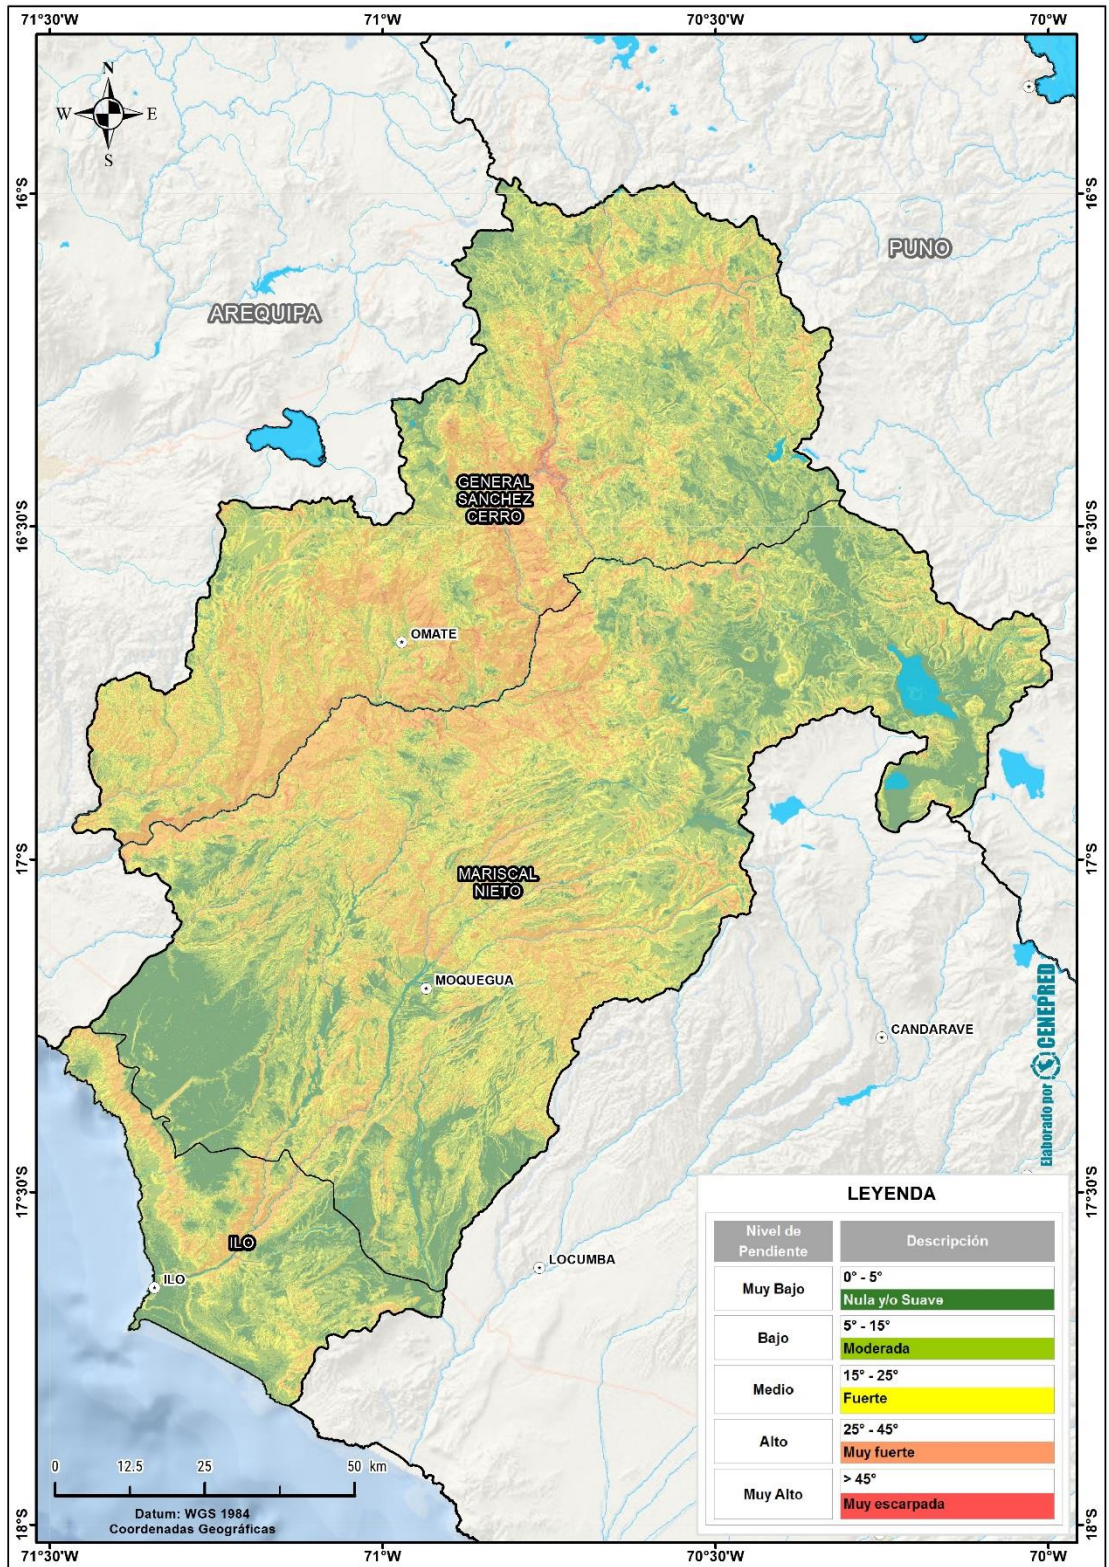 71°30'W
71°W
70°30'W
70°W
N
W
E
S
16°S
16°S
PUNO
AREQUIPA
GENERAL
SANCHEZ
CERRO
16°30'S
16°30'S
OMATE
17°S
17°S
MARISCAL
NIETO
MOQUEGUA
CANDARAVE
Elaborado por CENEPRED
17°30'S
17°30'S
ILO
ILO
LOCUMBA
LEYENDA
Nivel de
Pendiente
Descripción
Muy Bajo
0° - 5°
Nula y/o Suave
Bajo
5° - 15°
Moderada
Medio
15° - 25°
Fuerte
Alto
25° - 45°
Muy fuerte
Muy Alto
> 45°
Muy escarpada
0 12.5 25 50 km
Datum: WGS 1984
Coordenadas Geográficas
18°S
18°S
71°30'W
71°W
70°30'W
70°W